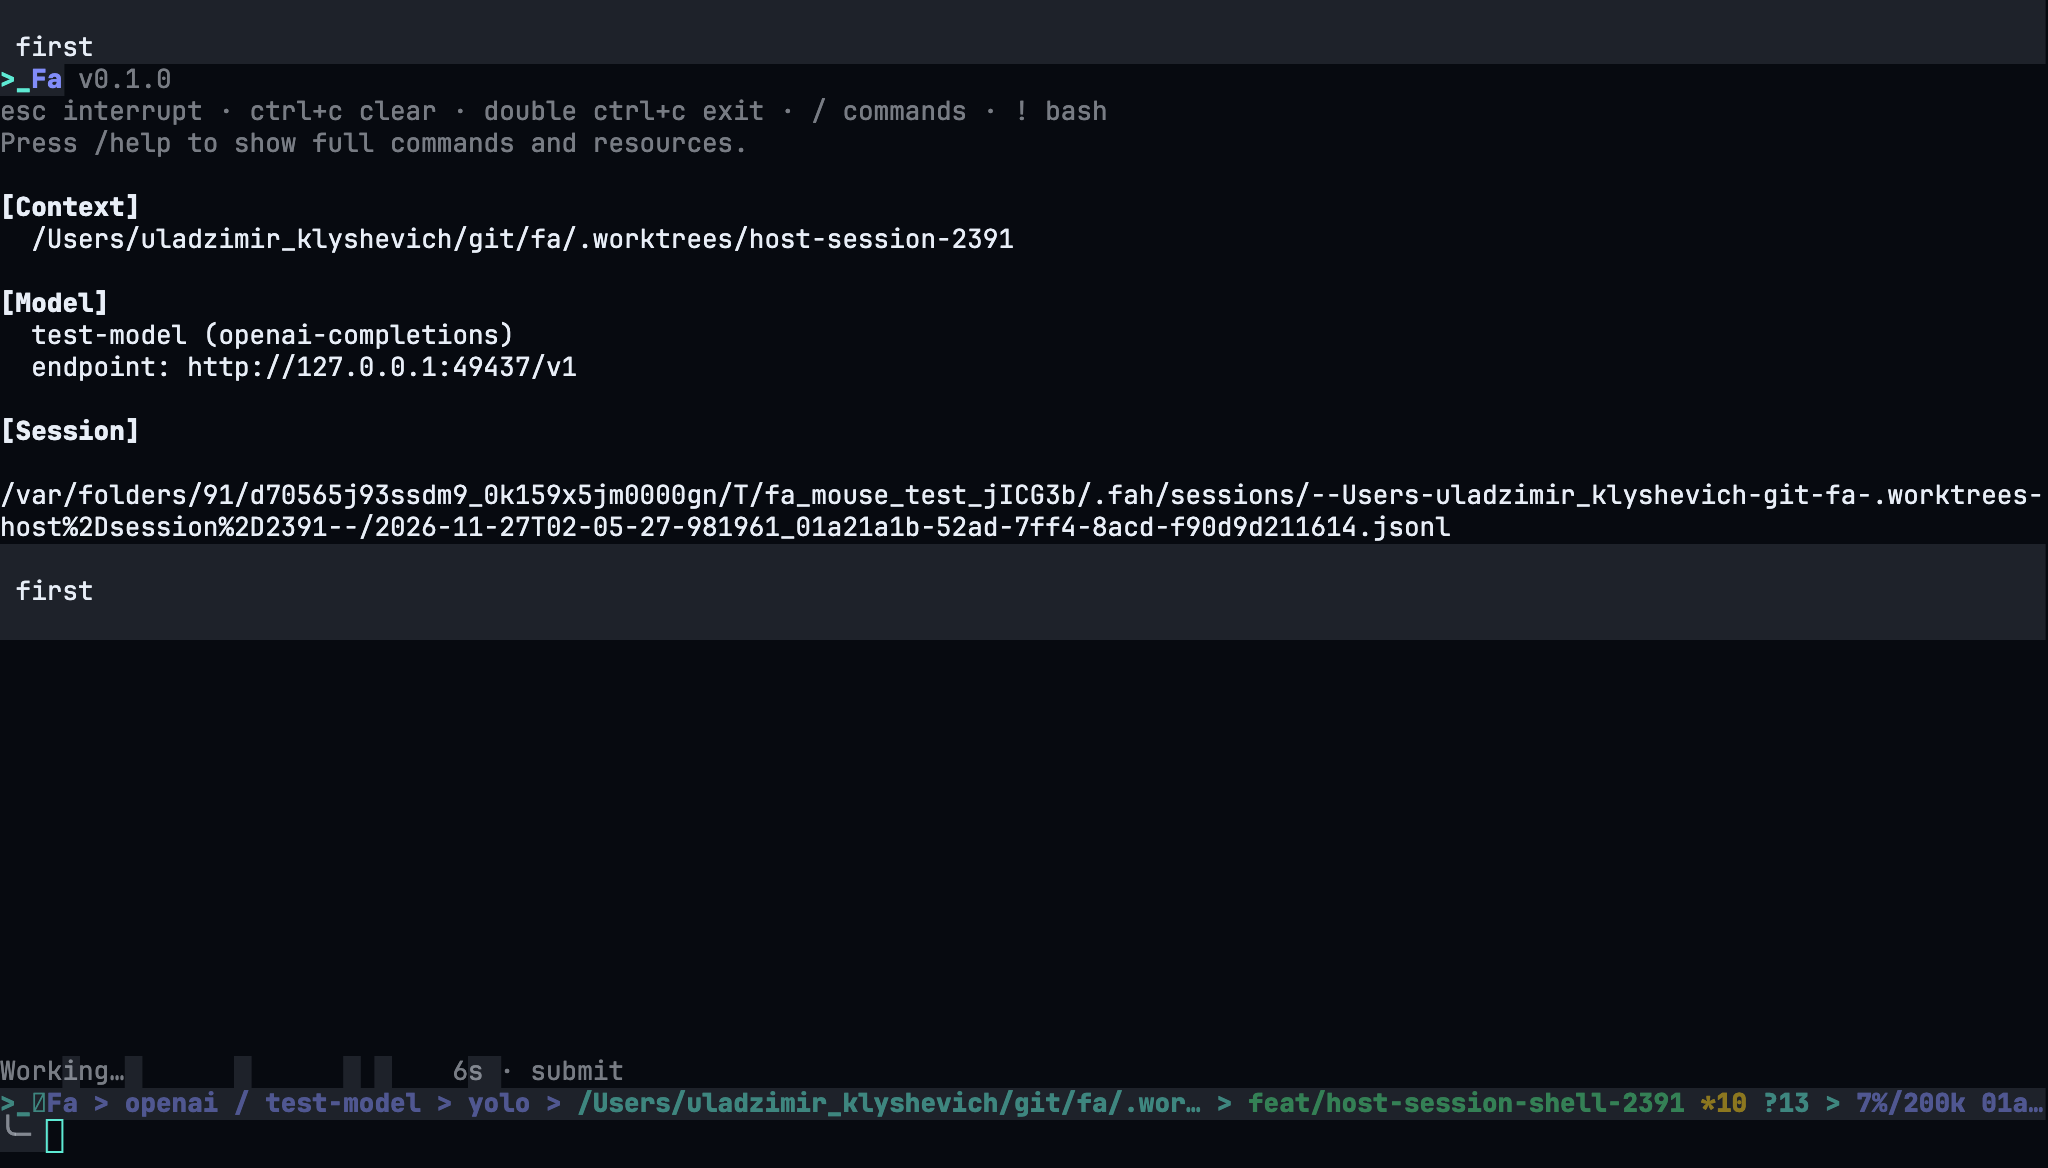 first
>_Fa v0.1.0
esc interrupt · ctrl+c clear · double ctrl+c exit · / commands · ! bash
Press /help to show full commands and resources.
[Context]
/Users/uladzimir_klyshevich/git/fa/.worktrees/host-session-2391
[Model]
test-model (openai-completions)
endpoint: http://127.0.0.1:49437/v1
[Session]
/var/folders/91/d70565j93ssdm9_0k159x5jm0000gn/T/fa_mouse_test_jICG3b/.fah/sessions/--Users-uladzimir_klyshevich-git-fa-.worktrees-
host%2Dsession%2D2391--/2026-11-27T02-05-27-981961_01a21a1b-52ad-7ff4-8acd-f90d9d211614.jsonl
first
Working… 6s · submit
>_Fa > openai / test-model > yolo > /Users/uladzimir_klyshevich/git/fa/.wor… > feat/host-session-shell-2391 *10 ?13 > 7%/200k 01a…